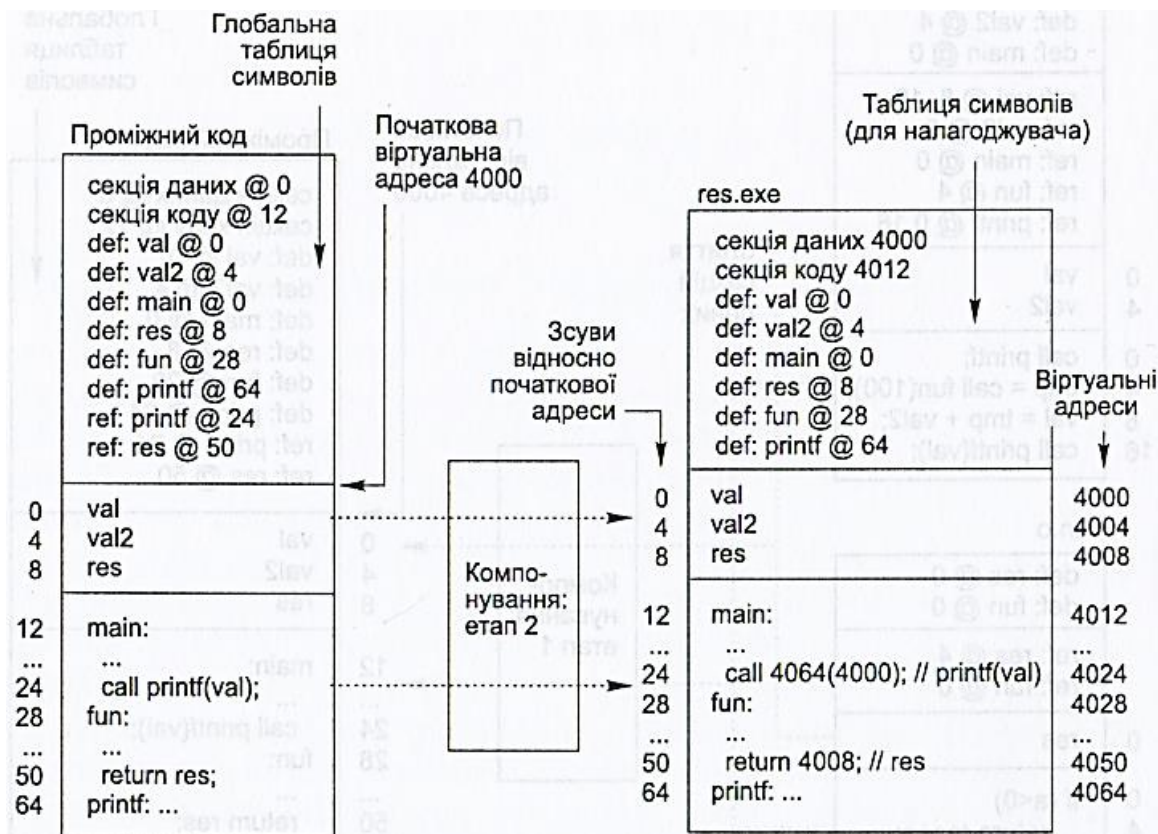 Глобальна
таблиця
символів
Проміжний код
секція даних @ 0
секція коду @ 12
def: val @ 0
def: val2 @ 4
def: main @ 0
def: res @ 8
def: fun @ 28
def: printf @ 64
ref: printf @ 24
ref: res @ 50
Початкова
віртуальна
адреса 4000
0 val
4 val2
8 res
12 main:
... ...
24 call printf(val);
28 fun:
... ...
50 return res;
64 printf: ...
Компо-
нування:
етап 2
Зсуви
відносно
початкової
адреси
Таблиця символів
(для налагоджувача)
res.exe
секція даних 4000
секція коду 4012
def: val @ 0
def: val2 @ 4
def: main @ 0
def: res @ 8
def: fun @ 28
def: printf @ 64
Віртуальні
адреси
0 val 4000
4 val2 4004
8 res 4008
12 main: 4012
... ... ...
24 call 4064(4000); // printf(val) 4024
28 fun: 4028
... ... ...
50 return 4008; // res 4050
64 printf: ... 4064